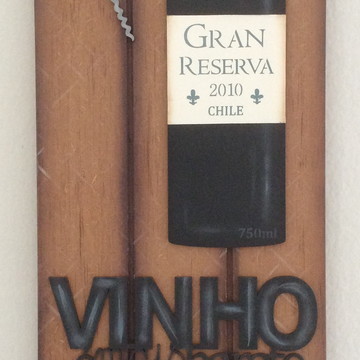 GRAN
RESERVA
2010
CHILE
750ml
VINHO